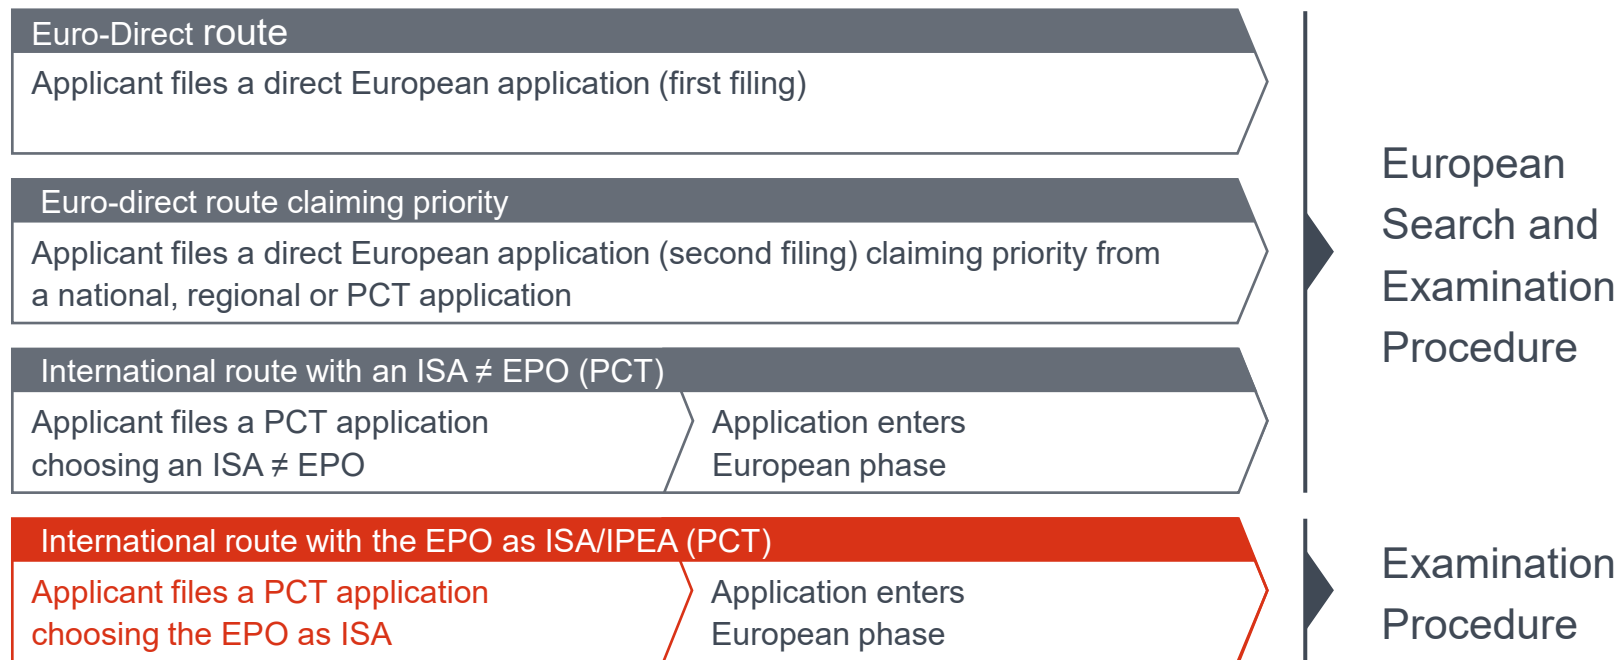 Euro-Direct route
Applicant files a direct European application (first filing)
Euro-direct route claiming priority
Applicant files a direct European application (second filing) claiming priority from
a national, regional or PCT application
International route with an ISA ≠ EPO (PCT)
Applicant files a PCT application
choosing an ISA ≠ EPO
Application enters
European phase
European
Search and
Examination
Procedure
International route with the EPO as ISA/IPEA (PCT)
Applicant files a PCT application
choosing the EPO as ISA
Application enters
European phase
Examination
Procedure